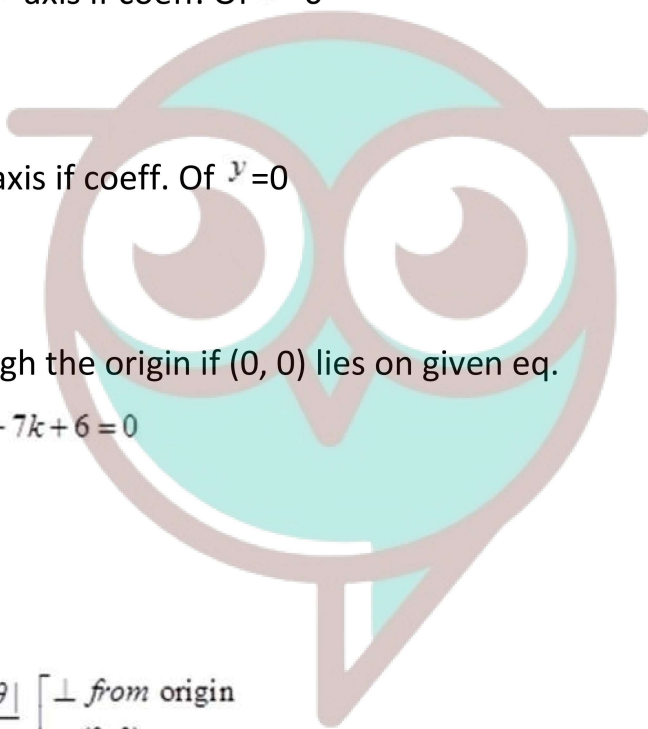 axis if coeff. Of y=0
gh the origin if (0, 0) lies on given eq.
- 7k + 6 = 0
θ| [⊥ from origin